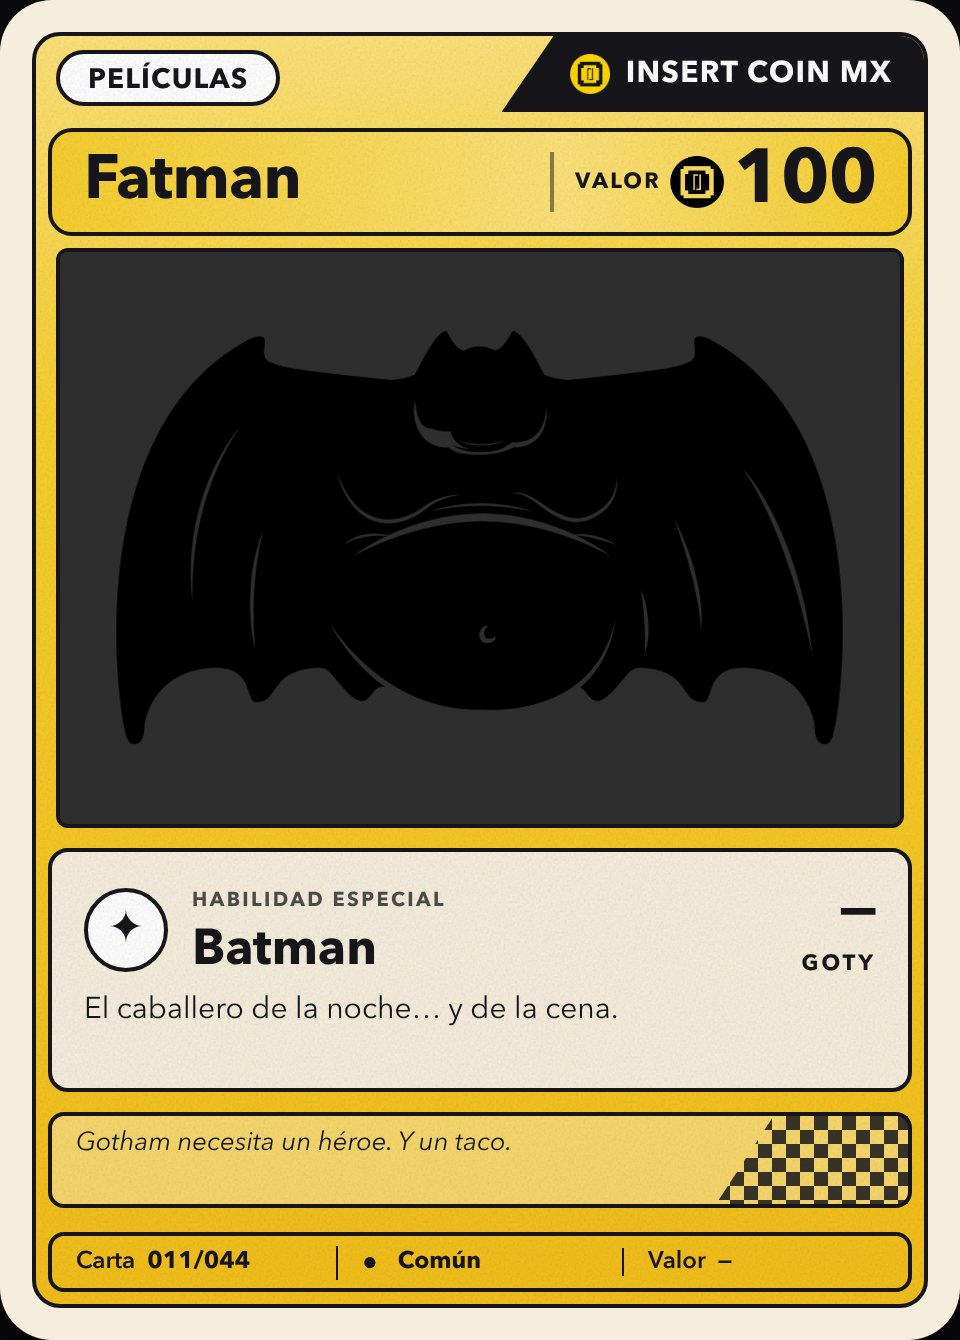 PELÍCULAS
INSERT COIN MX
Fatman
VALOR 100
HABILIDAD ESPECIAL
Batman
–
GOTY
El caballero de la noche... y de la cena.
Gotham necesita un héroe. Y un taco.
Carta 011/044 • Común Valor –